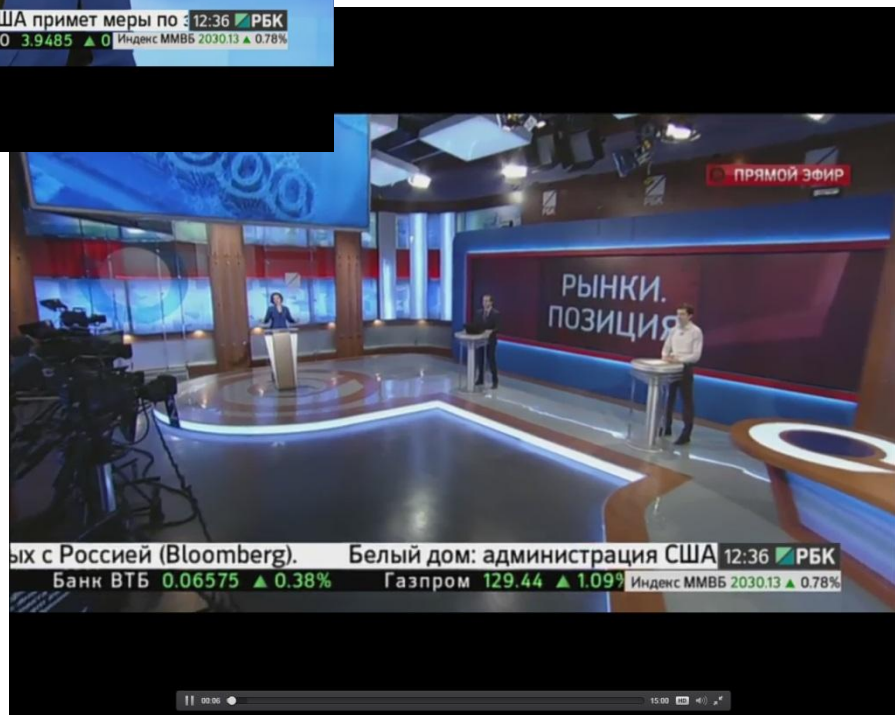 ША примет меры по з 12:36 РБК
0 3.9485 ▲ 0 Индекс ММВБ 2030.13 ▲ 0.78%
ПРЯМОЙ ЭФИР
РЫНКИ.
ПОЗИЦИЯ
ых с Россией (Bloomberg). Белый дом: администрация США 12:36 РБК
Банк ВТБ 0.06575 ▲ 0.38% Газпром 129.44 ▲ 1.09% Индекс ММВБ 2030.13 ▲ 0.78%
00:06 15:00 HD